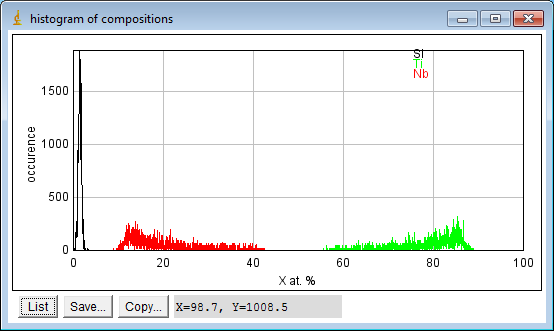 histogram of compositions
Si
Ti
Nb
1500
1000
500
0
occurence
0 20 40 60 80 100
X at. %
List Save... Copy... X=98.7, Y=1008.5